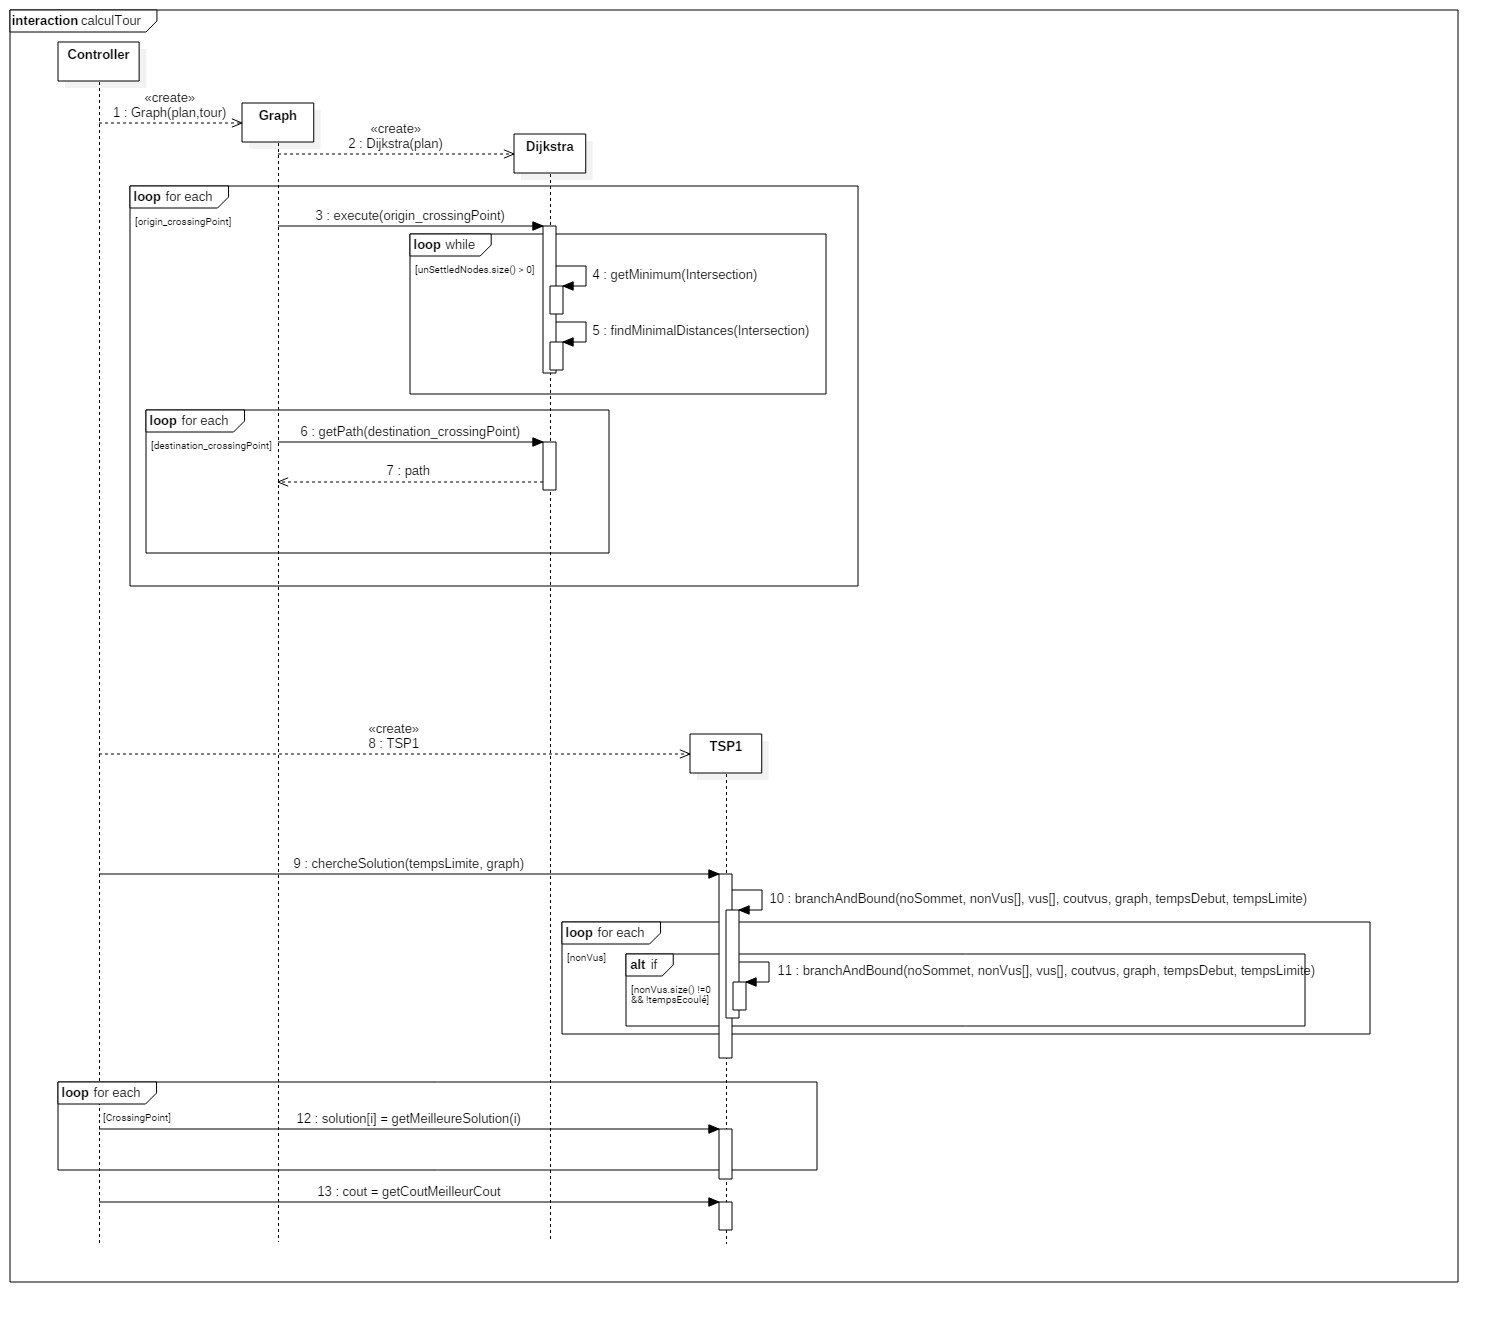 interaction calculTour
Controller
«create»
1 : Graph(plan,tour)
Graph
«create»
2 : Dijkstra(plan)
Dijkstra
loop for each
[origin_crossingPoint]
3 : execute(origin_crossingPoint)
loop while
[unSettledNodes.size() > 0]
4 : getMinimum(Intersection)
5 : findMinimalDistances(Intersection)
loop for each
[destination_crossingPoint]
6 : getPath(destination_crossingPoint)
7 : path
«create»
8 : TSP1
TSP1
9 : chercheSolution(tempsLimite, graph)
10 : branchAndBound(noSommet, nonVus[], vus[], coutvus, graph, tempsDebut, tempsLimite)
loop for each
[nonVus]
alt if
[nonVus.size() !=0
&& !tempsEcoulé]
11 : branchAndBound(noSommet, nonVus[], vus[], coutvus, graph, tempsDebut, tempsLimite)
loop for each
[CrossingPoint]
12 : solution[i] = getMeilleureSolution(i)
13 : cout = getCoutMeilleurCout